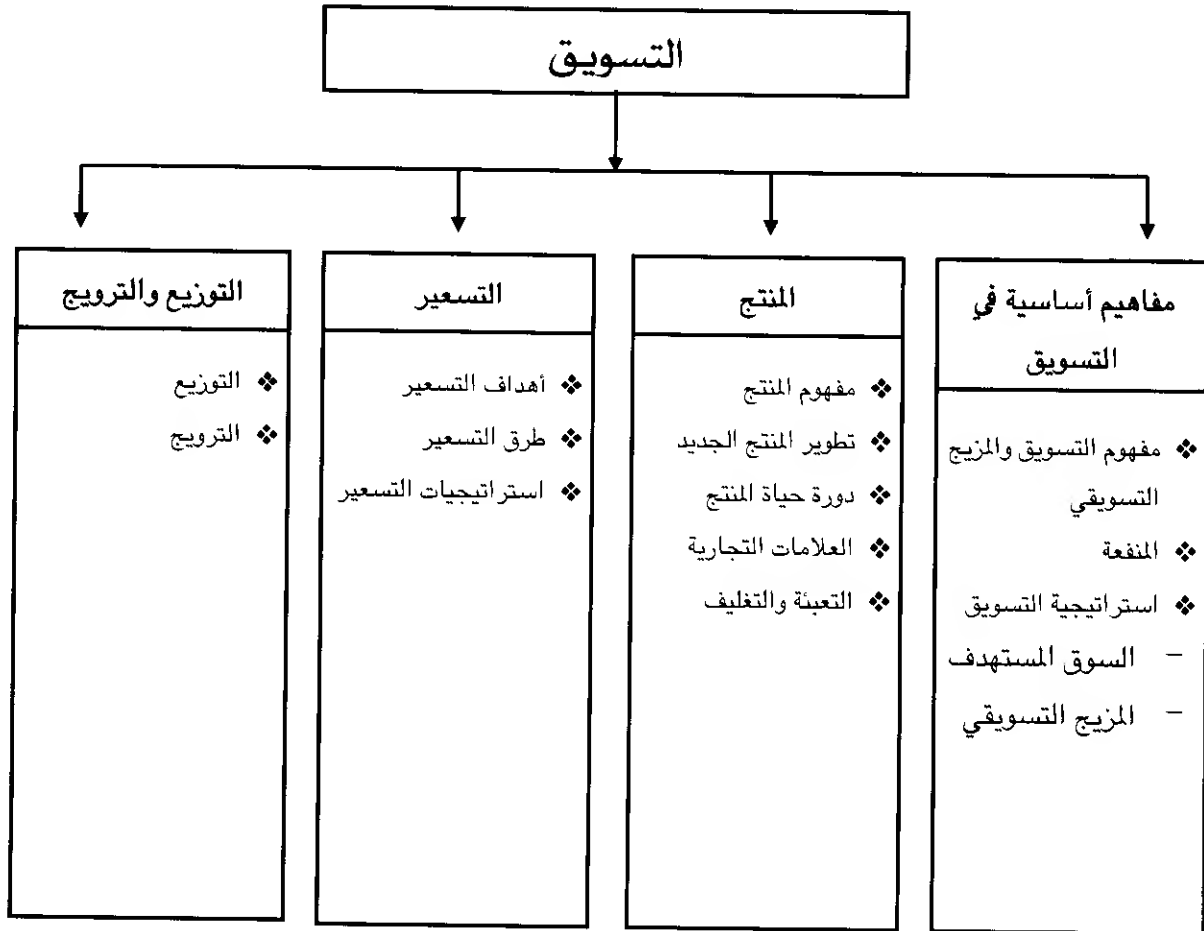 التسويق
مفاهيم أساسية في
التسويق
❖ مفهوم التسويق والمزيج
التسويقي
❖ المنفعة
❖ استراتيجية التسويق
– السوق المستهدف
– المزيج التسويقي
المنتج
❖ مفهوم المنتج
❖ تطوير المنتج الجديد
❖ دورة حياة المنتج
❖ العلامات التجارية
❖ التعبئة والتغليف
التسعير
❖ أهداف التسعير
❖ طرق التسعير
❖ استراتيجيات التسعير
التوزيع والترويج
❖ التوزيع
❖ الترويج